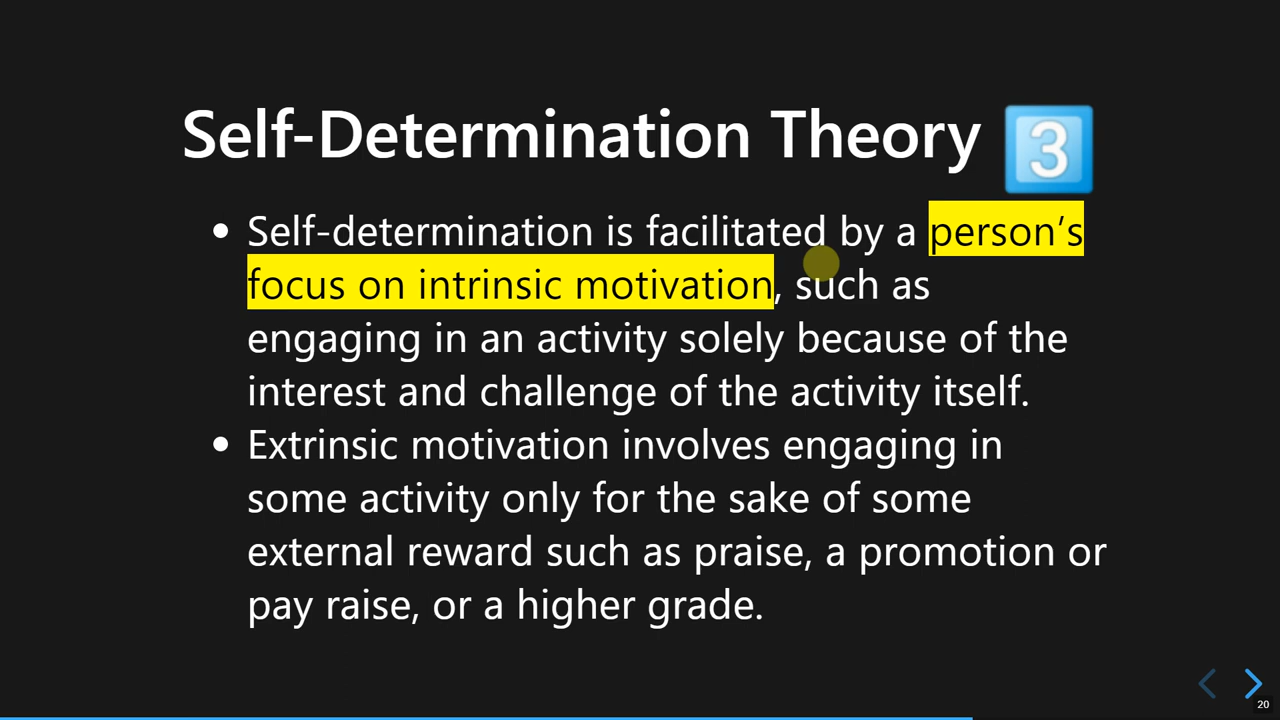 Self-Determination Theory 3️⃣
• Self-determination is facilitated by a person’s
focus on intrinsic motivation, such as
engaging in an activity solely because of the
interest and challenge of the activity itself.
• Extrinsic motivation involves engaging in
some activity only for the sake of some
external reward such as praise, a promotion or
pay raise, or a higher grade.
20